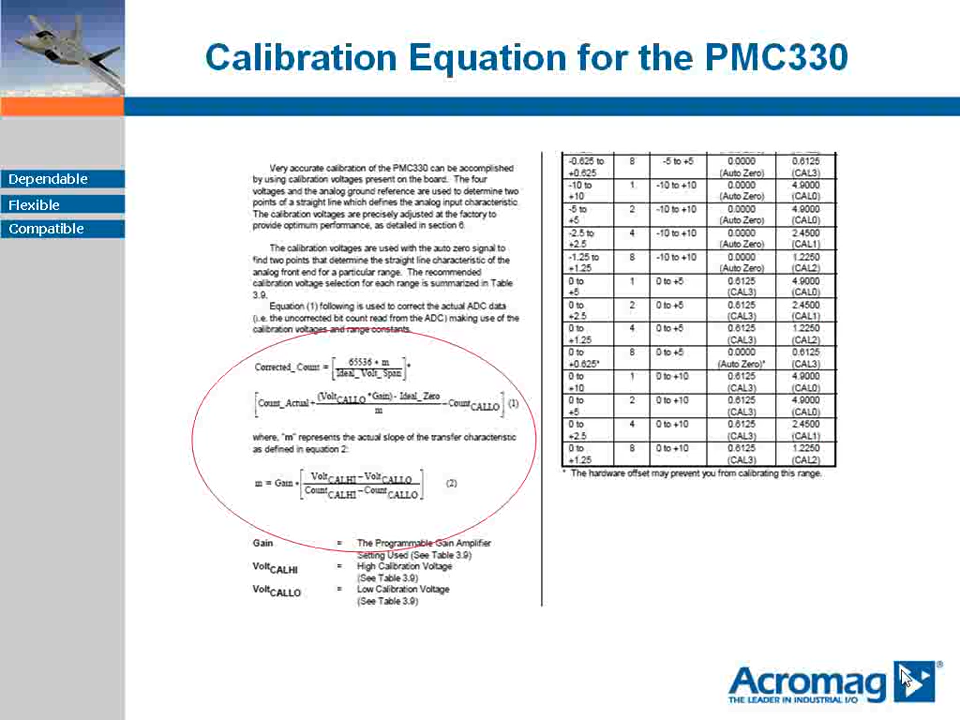 Calibration Equation for the PMC330
Dependable
Flexible
Compatible
Very accurate calibration of the PMC330 can be accomplished
by using calibration voltages present on the board. The four
voltages and the analog ground reference are used to determine two
points of a straight line which defines the analog input characteristic.
The calibration voltages are precisely adjusted at the factory to
provide optimum performance, as detailed in section 6.
The calibration voltages are used with the auto zero signal to
find two points that determine the straight line characteristic of the
analog front end for a particular range. The recommended
calibration voltage selection for each range is summarized in Table
3.9.
Equation (1) following is used to correct the actual ADC data
(i.e. the uncorrected bit count read from the ADC) making use of the
calibration voltages and range constants.
Corrected_ Count = [65536 * m / Ideal_ Volt_ Span] *
[Count_ Actual + (VoltCALLO * Gain) - Ideal_ Zero / m - CountCALLO] (1)
where, "m" represents the actual slope of the transfer characteristic
as defined in equation 2:
m = Gain * [VoltCALHI - VoltCALLO / CountCALHI - CountCALLO] (2)
Gain = The Programmable Gain Amplifier
Setting Used (See Table 3.9)
VoltCALHI = High Calibration Voltage
(See Table 3.9)
VoltCALLO = Low Calibration Voltage
(See Table 3.9)
-0.625 to 8 -5 to +5 0.0000 0.6125
+0.625 (Auto Zero) (CAL3)
-10 to 1 -10 to +10 0.0000 4.9000
+10 (Auto Zero) (CAL0)
-5 to 2 -10 to +10 0.0000 4.9000
+5 (Auto Zero) (CAL0)
-2.5 to 4 -10 to +10 0.0000 2.4500
+2.5 (Auto Zero) (CAL1)
-1.25 to 8 -10 to +10 0.0000 1.2250
+1.25 (Auto Zero) (CAL2)
0 to 1 0 to +5 0.6125 4.9000
+5 (CAL3) (CAL0)
0 to 2 0 to +5 0.6125 2.4500
+2.5 (CAL3) (CAL1)
0 to 4 0 to +5 0.6125 1.2250
+1.25 (CAL3) (CAL2)
0 to 8 0 to +5 0.0000 0.6125
+0.625* (Auto Zero)* (CAL3)
0 to 1 0 to +10 0.6125 4.9000
+10 (CAL3) (CAL0)
0 to 2 0 to +10 0.6125 4.9000
+5 (CAL3) (CAL0)
0 to 4 0 to +10 0.6125 2.4500
+2.5 (CAL3) (CAL1)
0 to 8 0 to +10 0.6125 1.2250
+1.25 (CAL3) (CAL2)
* The hardware offset may prevent you from calibrating this range.
Acromag ®
THE LEADER IN INDUSTRIAL I/O